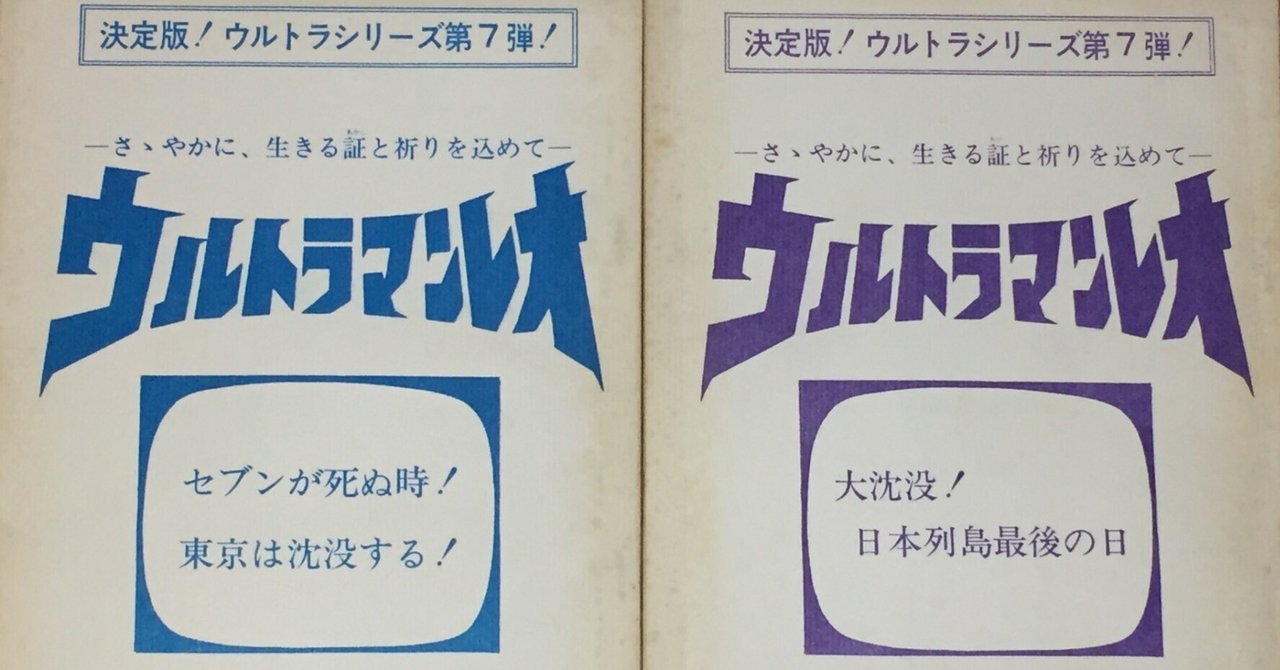 決定版！ウルトラシリーズ第７弾！
―さゝやかに、生きる証と祈りを込めて―
ウルトラマンレオ
セブンが死ぬ時！
東京は沈没する！
決定版！ウルトラシリーズ第７弾！
―さゝやかに、生きる証と祈りを込めて―
ウルトラマンレオ
大沈没！
日本列島最後の日